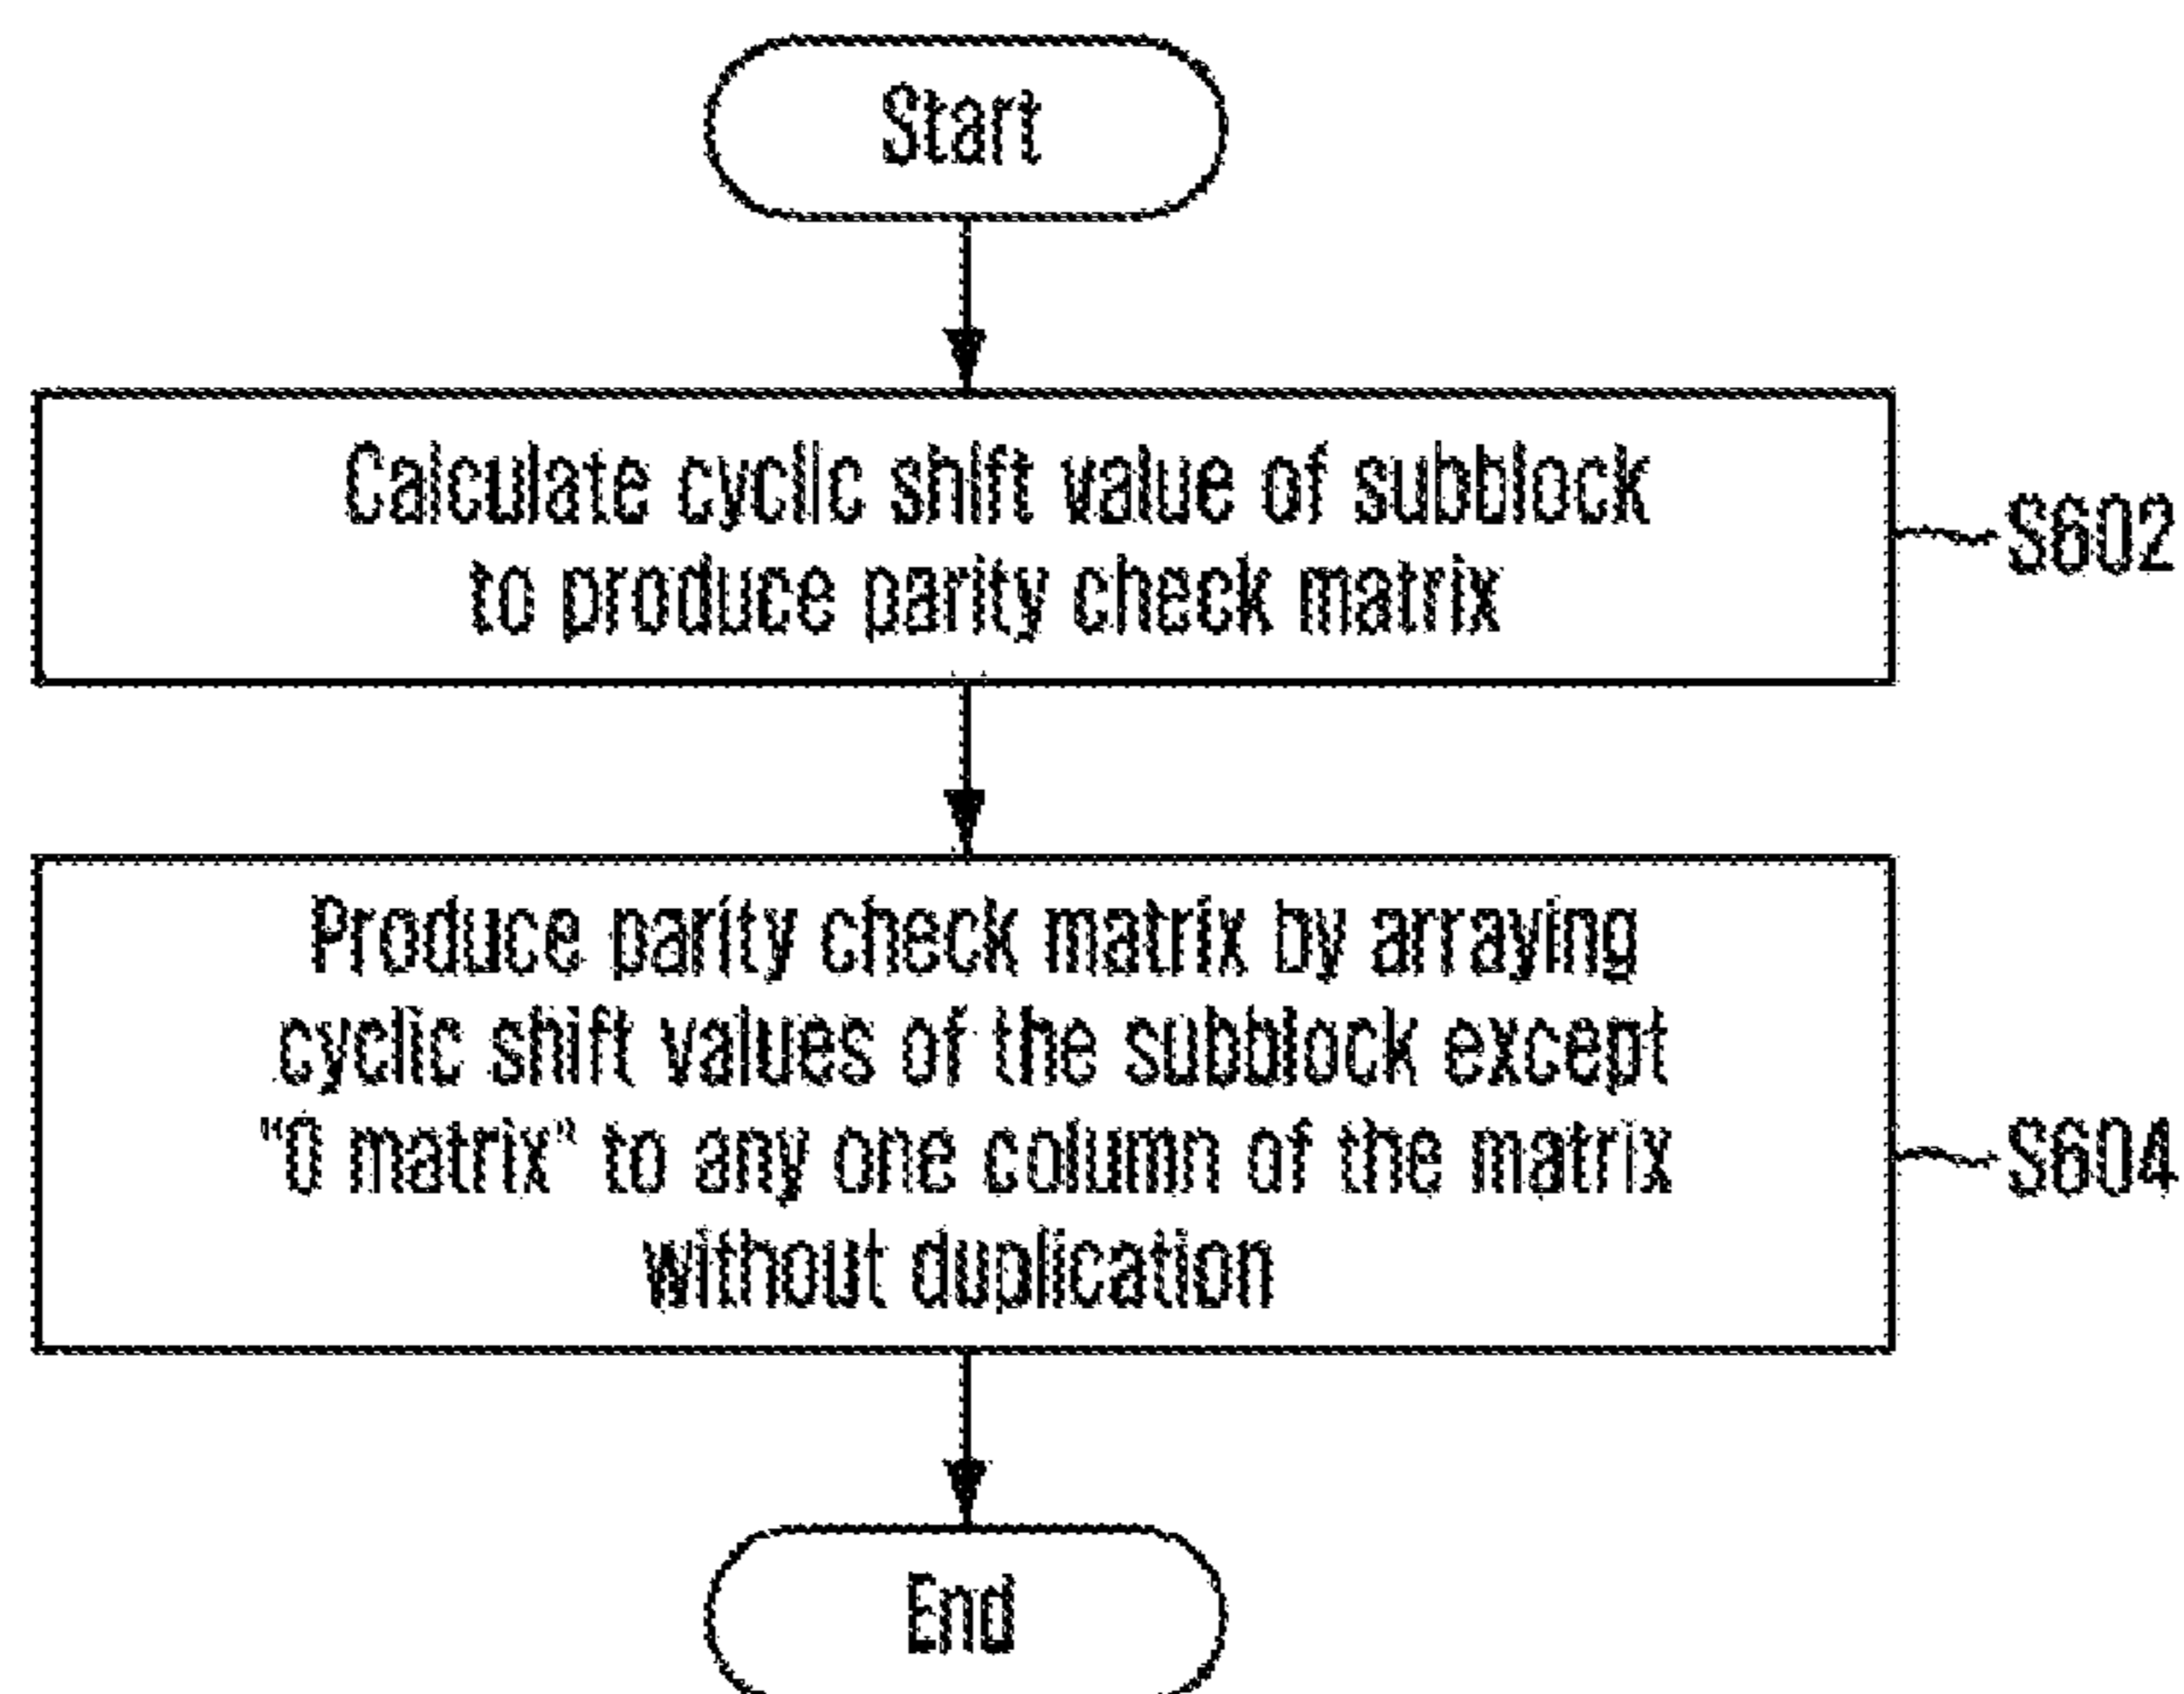 Start
Calculate cyclic shift value of subblock
to produce parity check matrix
S602
Produce parity check matrix by arraying
cyclic shift values of the subblock except
"0 matrix" to any one column of the matrix
without duplication
S604
End